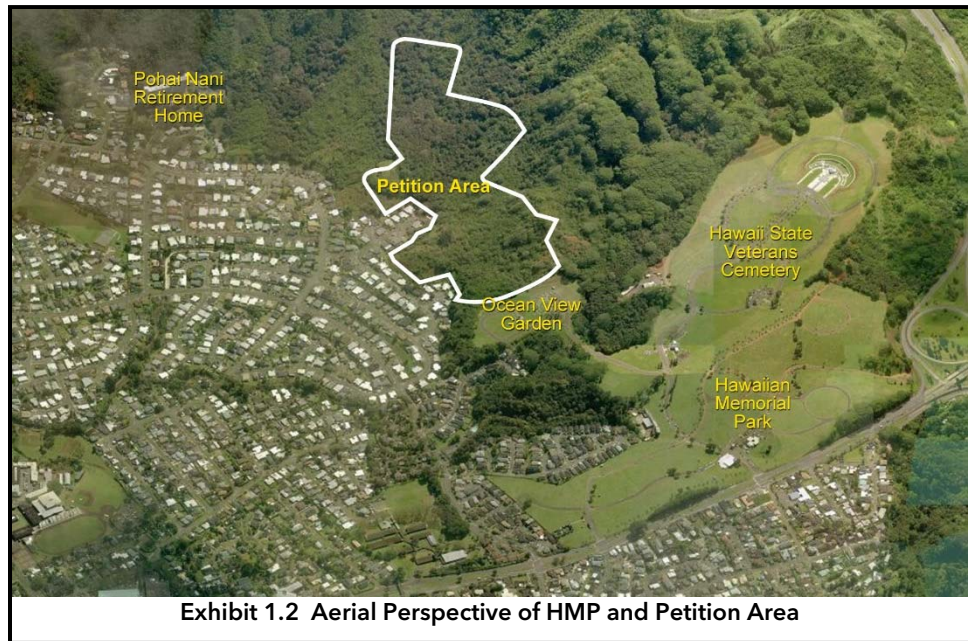 Pohai Nani
Retirement
Home
Petition Area
Hawaii State
Veterans
Cemetery
Ocean View
Garden
Hawaiian
Memorial
Park
Exhibit 1.2 Aerial Perspective of HMP and Petition Area